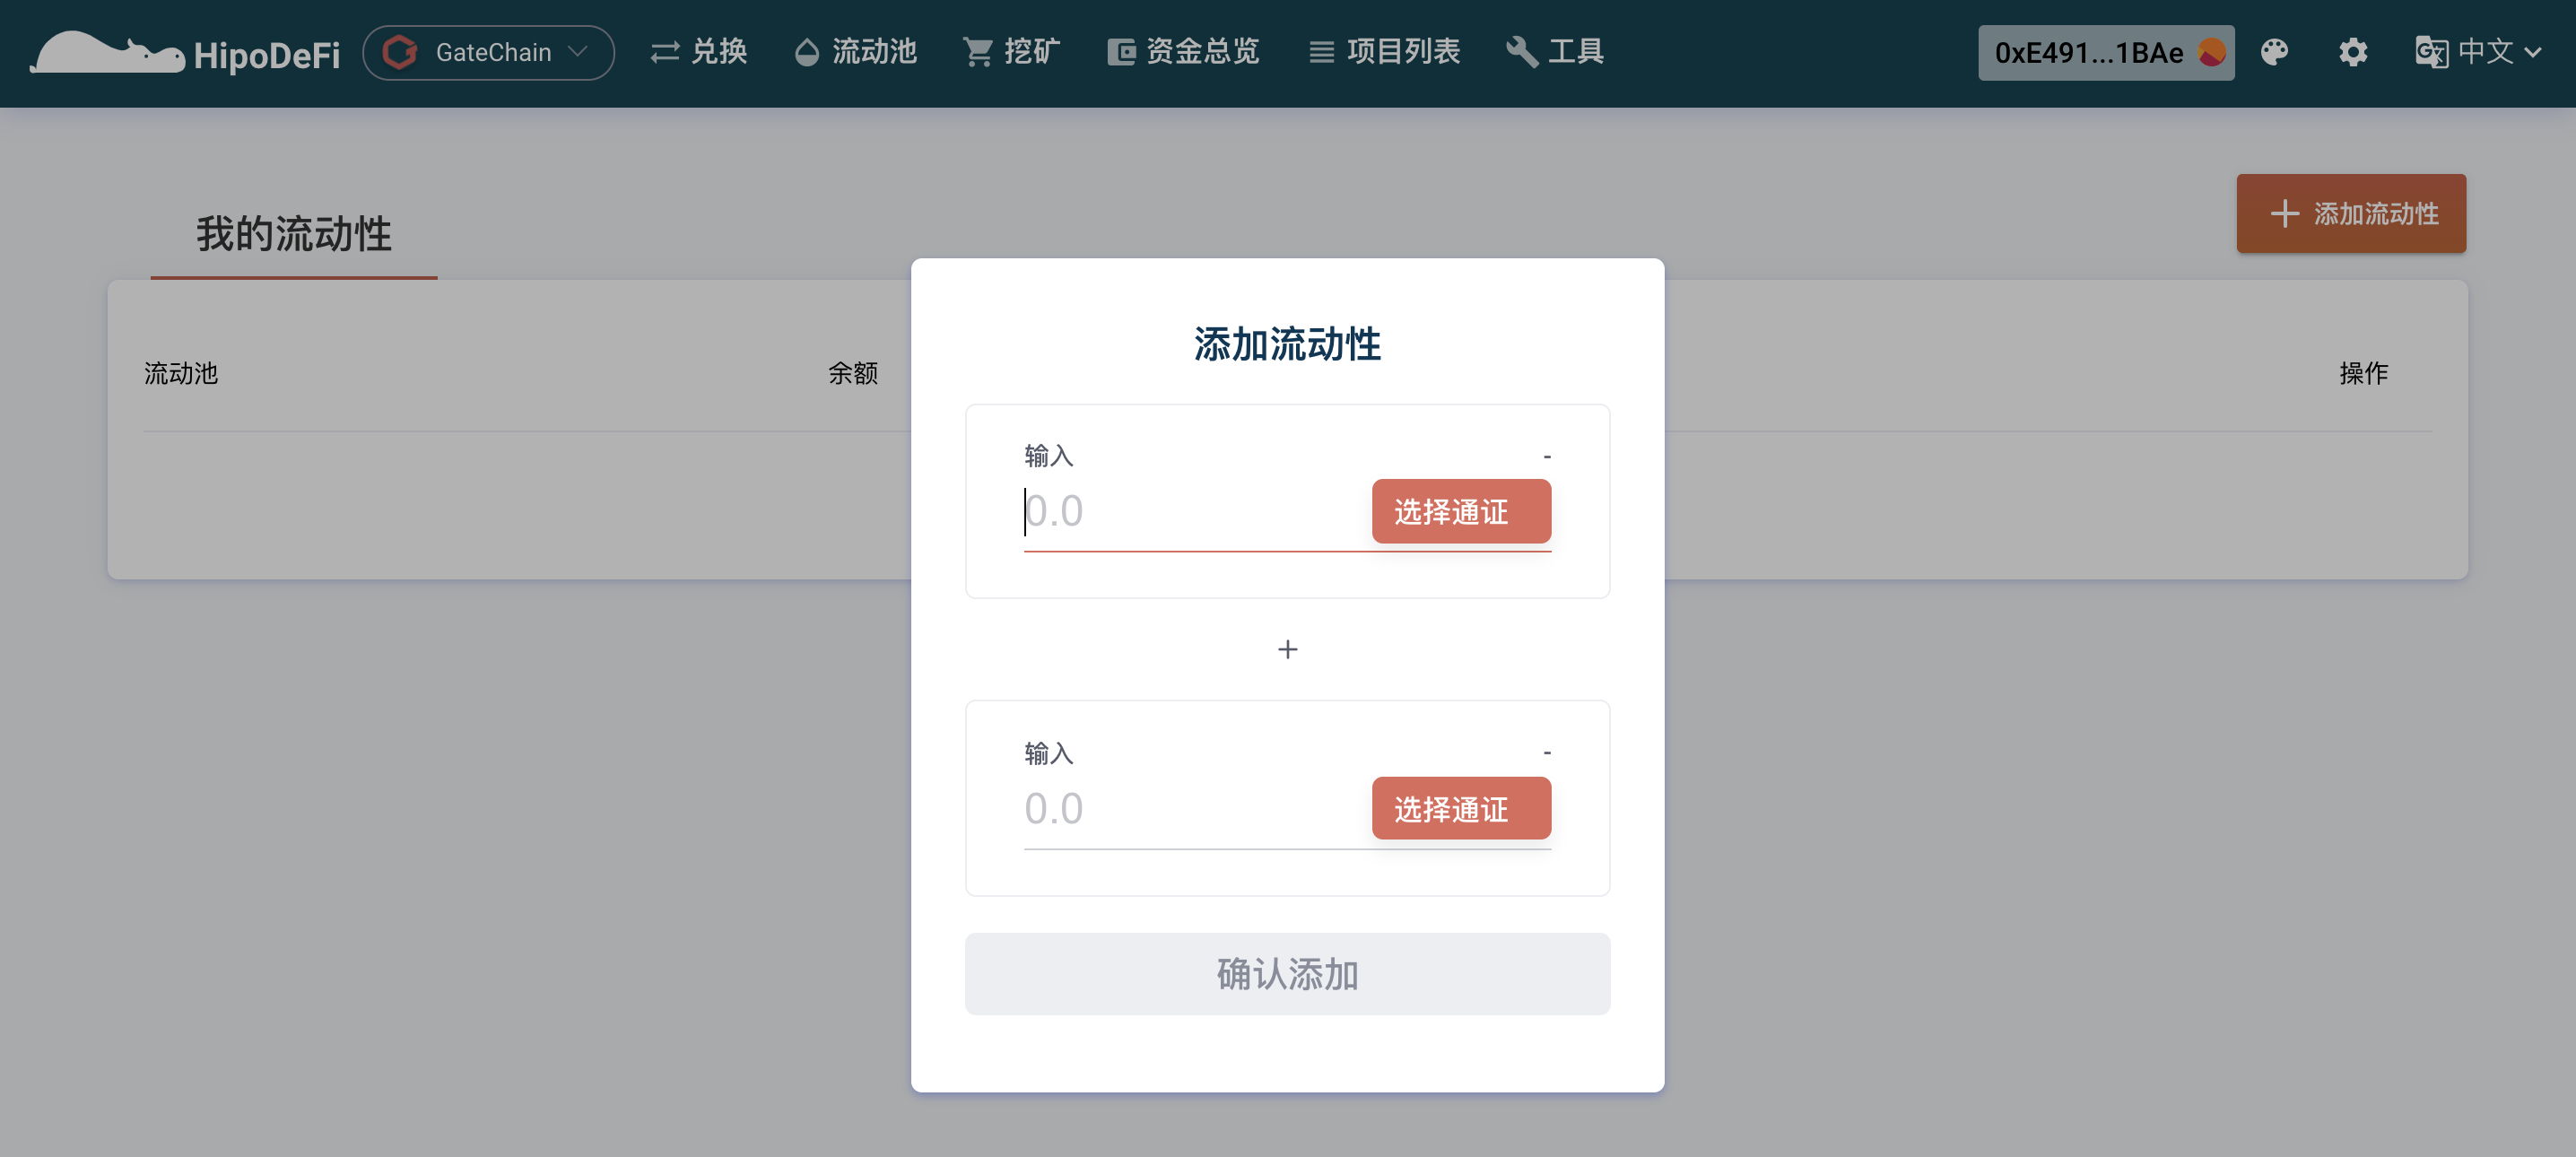 HipoDeFi GateChain 兑换 流动池 挖矿 资金总览 项目列表 工具 0xE491...1BAe 中文
我的流动性
添加流动性
流动池 余额 操作
添加流动性
输入 -
0.0 选择通证
+
输入 -
0.0 选择通证
确认添加